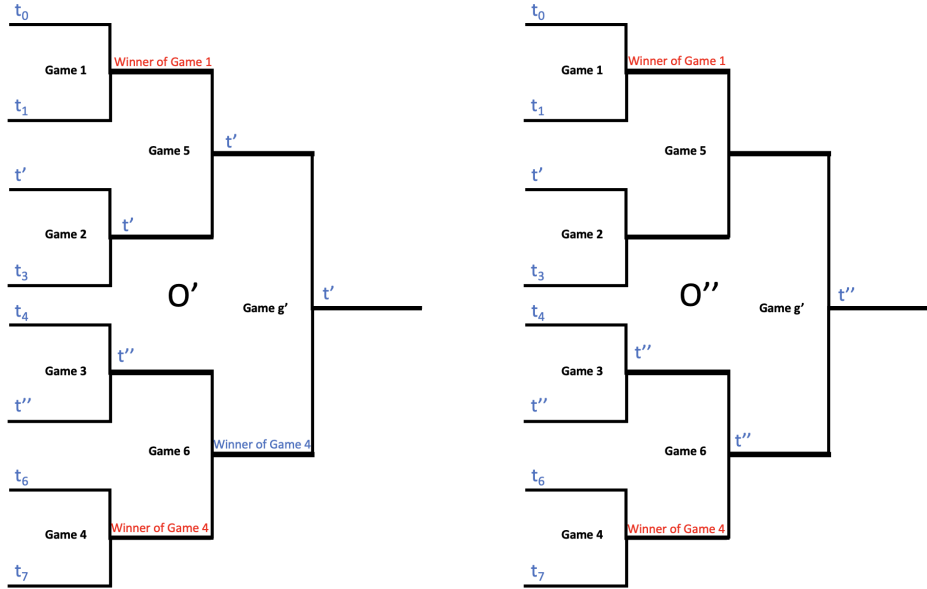 t0
Game 1
Winner of Game 1
t1
Game 5
t'
t'
Game 2
t'
t3
O'
Game g'
t'
t4
Game 3
t''
t''
Game 6
Winner of Game 4
t6
Game 4
Winner of Game 4
t7
t0
Game 1
Winner of Game 1
t1
Game 5
t'
Game 2
t3
O''
Game g'
t''
t4
Game 3
t''
t''
Game 6
t''
t6
Game 4
Winner of Game 4
t7